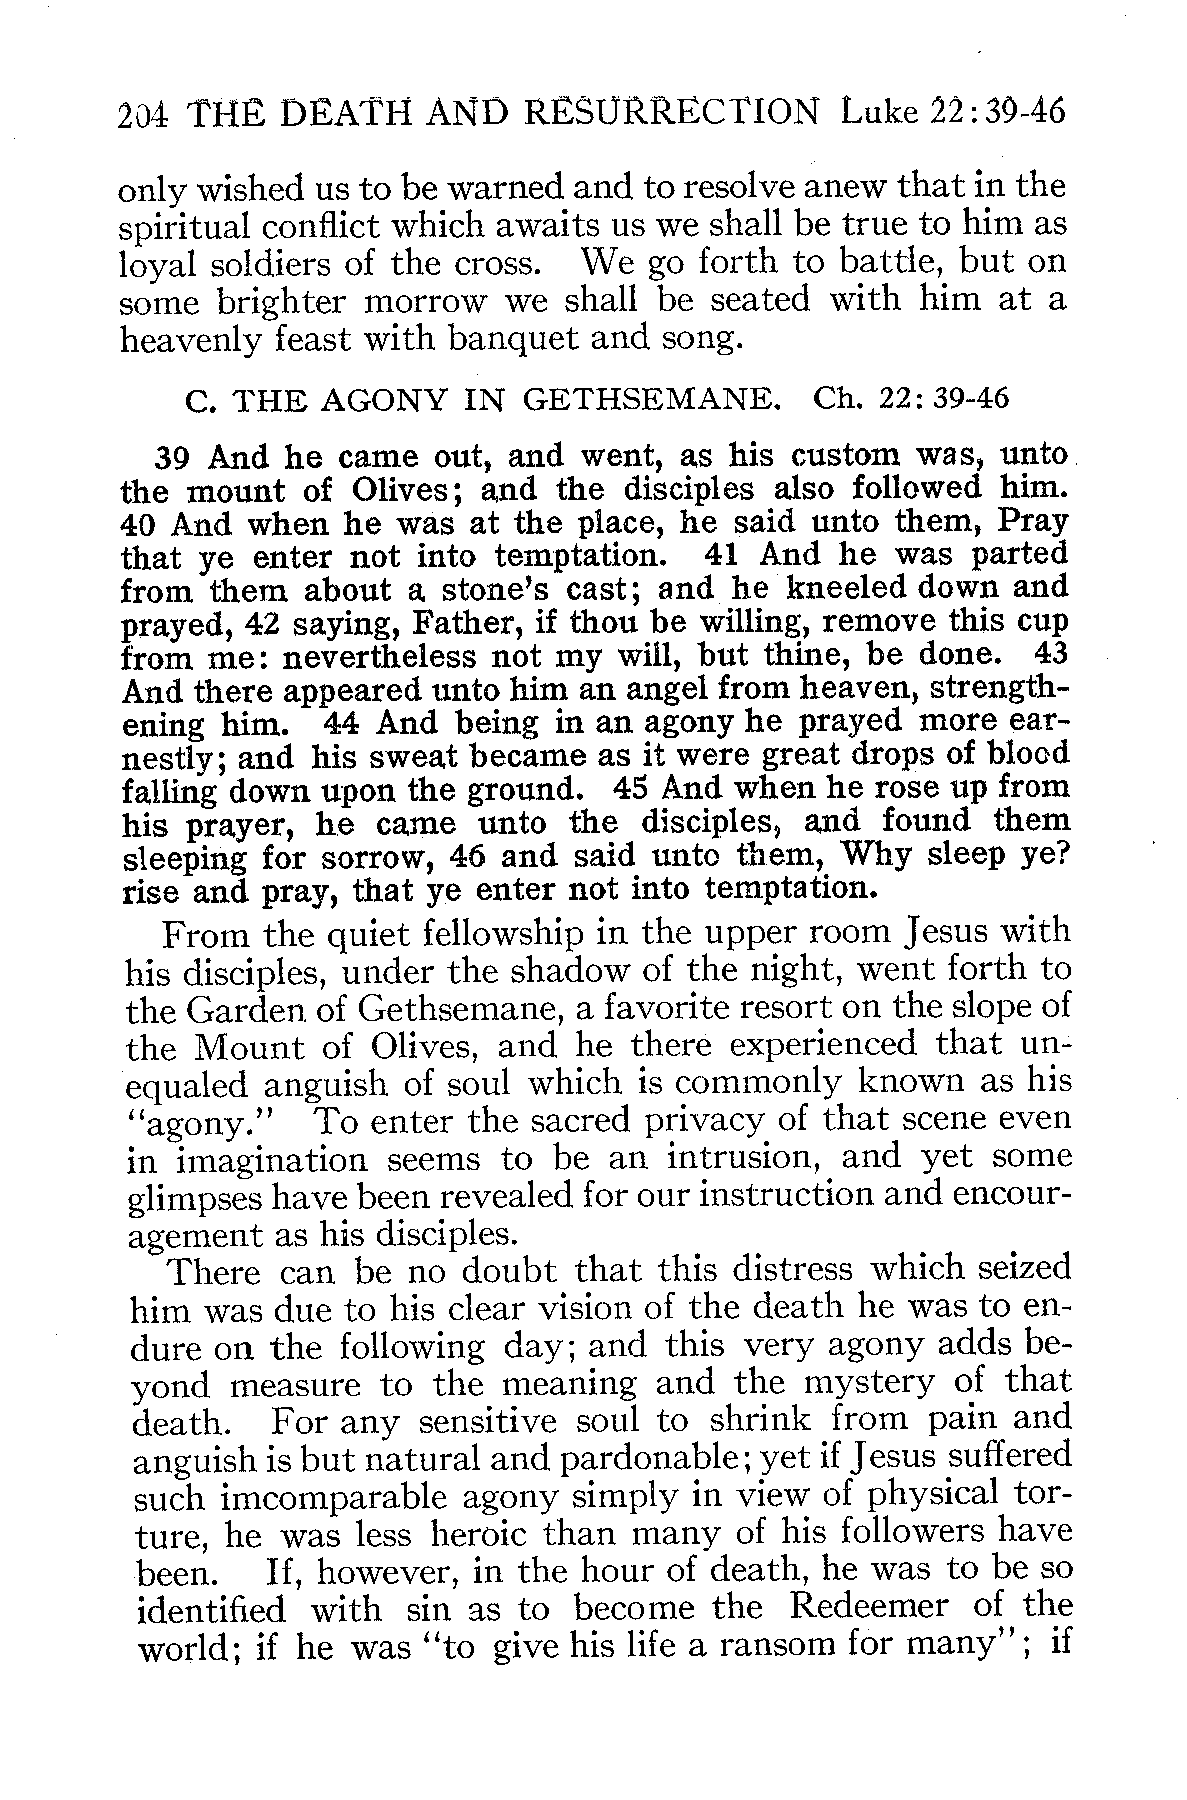 204 THE DEATH AND RESURRECTION Luke 22:39-46
only wished us to be warned and to resolve anew that in the
spiritual conflict which awaits us we shall be true to him as
loyal soldiers of the cross. We go forth to battle, but on
some brighter morrow we shall be seated with him at a
heavenly feast with banquet and song.
C. THE AGONY IN GETHSEMANE. Ch. 22: 39-46
39 And he came out, and went, as his custom was, unto
the mount of Olives; and the disciples also followed him.
40 And when he was at the place, he said unto them, Pray
that ye enter not into temptation. 41 And he was parted
from them about a stone's cast; and he kneeled down and
prayed, 42 saying, Father, if thou be willing, remove this cup
from me: nevertheless not my will, but thine, be done. 43
And there appeared unto him an angel from heaven, strength-
ening him. 44 And being in an agony he prayed more ear-
nestly; and his sweat became as it were great drops of blood
falling down upon the ground. 45 And when he rose up from
his prayer, he came unto the disciples, and found them
sleeping for sorrow, 46 and said unto them, Why sleep ye?
rise and pray, that ye enter not into temptation.
From the quiet fellowship in the upper room Jesus with
his disciples, under the shadow of the night, went forth to
the Garden of Gethsemane, a favorite resort on the slope of
the Mount of Olives, and he there experienced that un-
equaled anguish of soul which is commonly known as his
"agony." To enter the sacred privacy of that scene even
in imagination seems to be an intrusion, and yet some
glimpses have been revealed for our instruction and encour-
agement as his disciples.
There can be no doubt that this distress which seized
him was due to his clear vision of the death he was to en-
dure on the following day; and this very agony adds be-
yond measure to the meaning and the mystery of that
death. For any sensitive soul to shrink from pain and
anguish is but natural and pardonable; yet if Jesus suffered
such imcomparable agony simply in view of physical tor-
ture, he was less heroic than many of his followers have
been. If, however, in the hour of death, he was to be so
identified with sin as to become the Redeemer of the
world; if he was "to give his life a ransom for many"; if